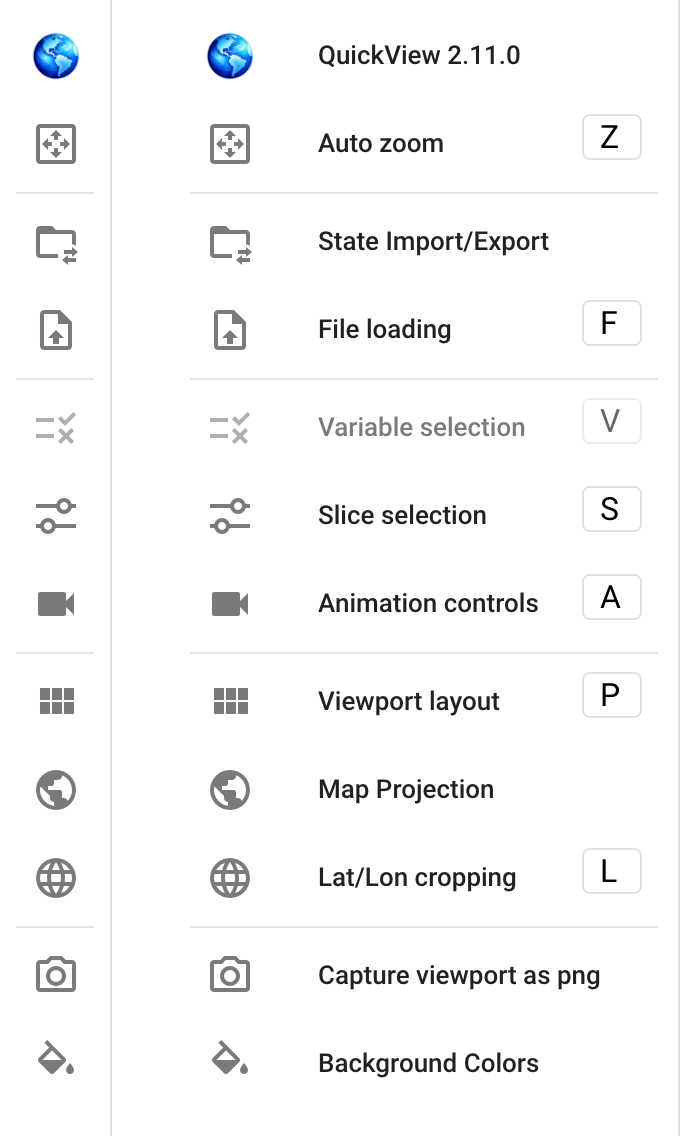 QuickView 2.11.0
Auto zoom Z
State Import/Export
File loading F
Variable selection V
Slice selection S
Animation controls A
Viewport layout P
Map Projection
Lat/Lon cropping L
Capture viewport as png
Background Colors